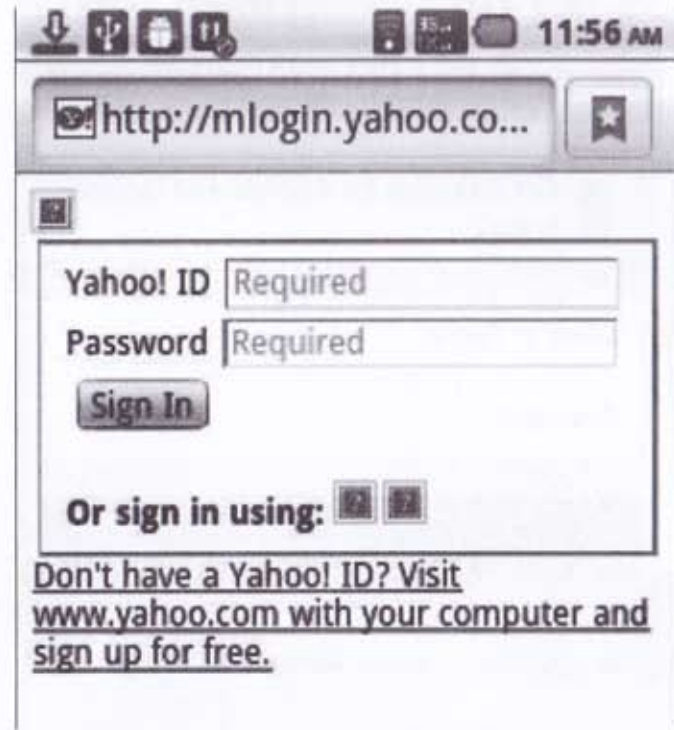 11:56 AM
http://mlogin.yahoo.co...
Yahoo! ID Required
Password Required
Sign In
Or sign in using:
Don't have a Yahoo! ID? Visit
www.yahoo.com with your computer and
sign up for free.